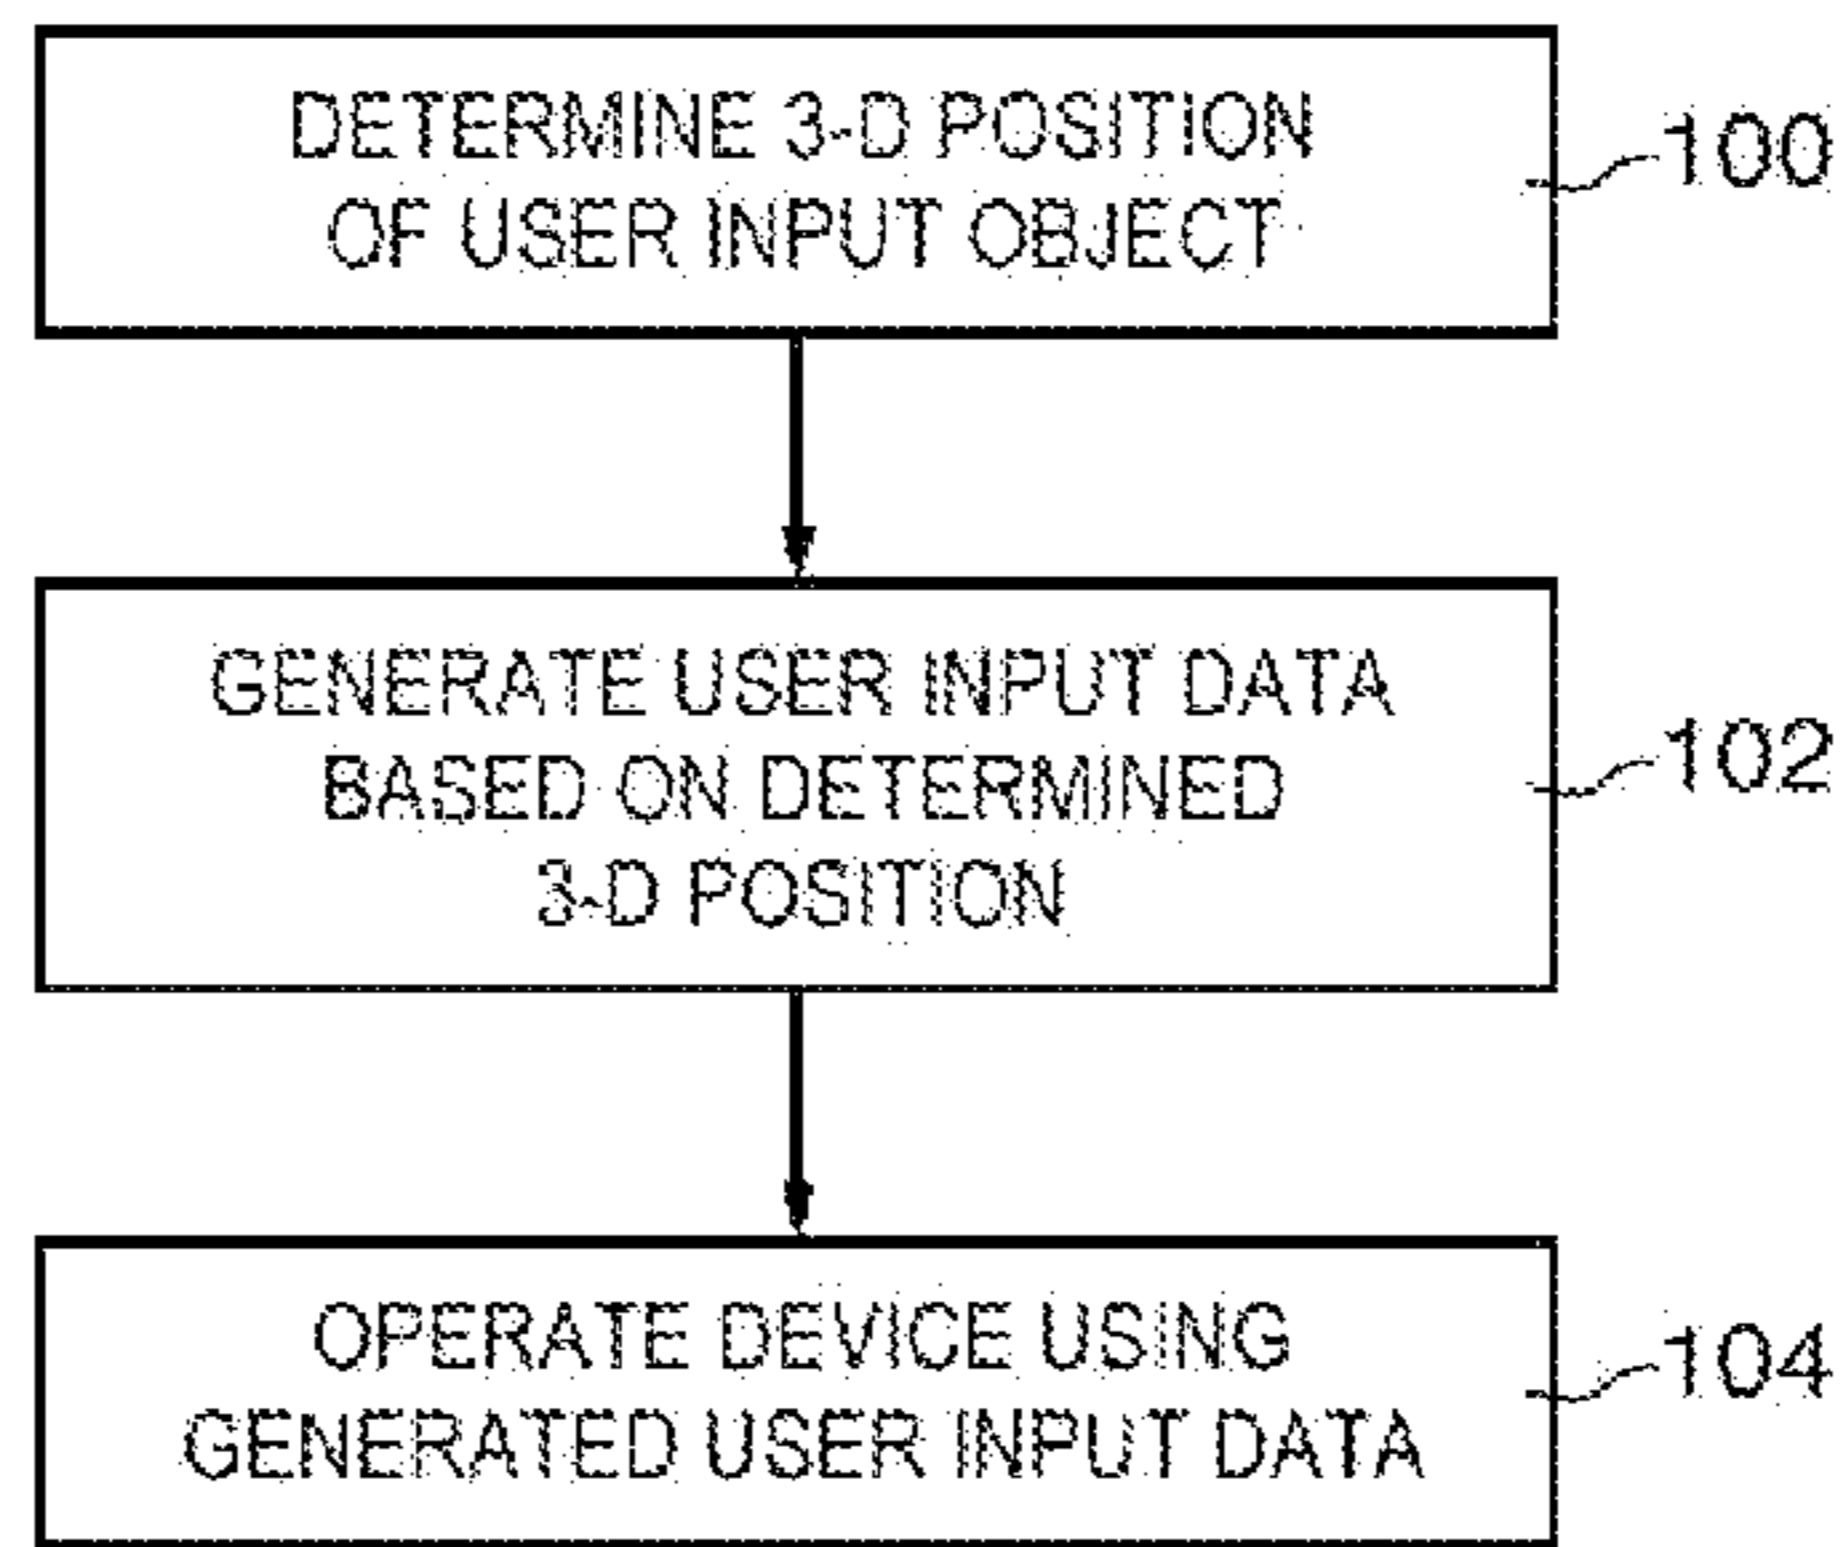 DETERMINE 3-D POSITION
OF USER INPUT OBJECT
100
GENERATE USER INPUT DATA
BASED ON DETERMINED
3-D POSITION
102
OPERATE DEVICE USING
GENERATED USER INPUT DATA
104